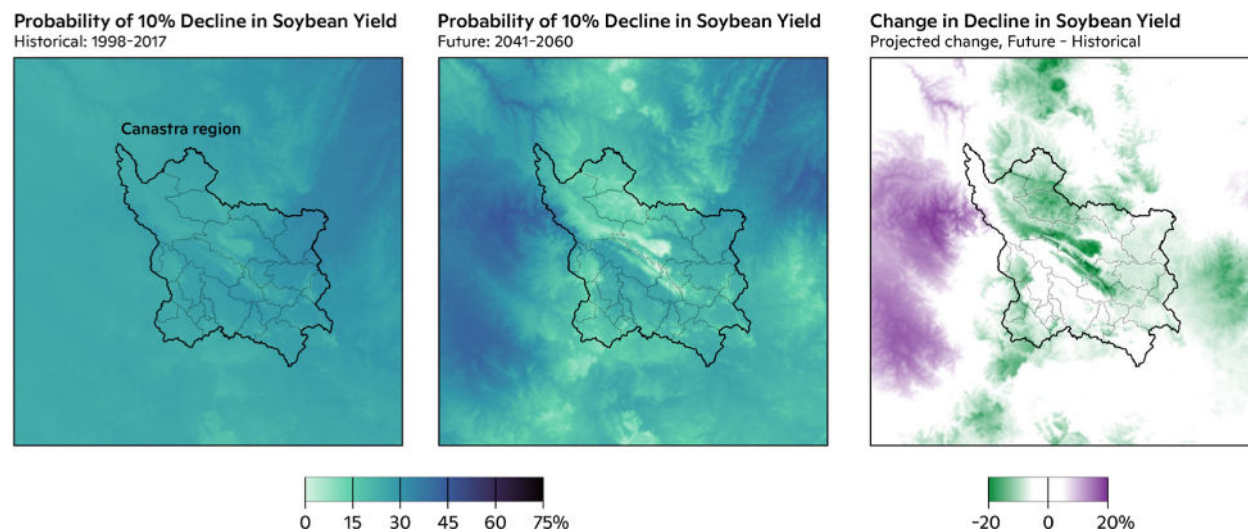 Probability of 10% Decline in Soybean Yield
Historical: 1998-2017
Canastra region
Probability of 10% Decline in Soybean Yield
Future: 2041-2060
Change in Decline in Soybean Yield
Projected change, Future - Historical
0 15 30 45 60 75%
-20 0 20%